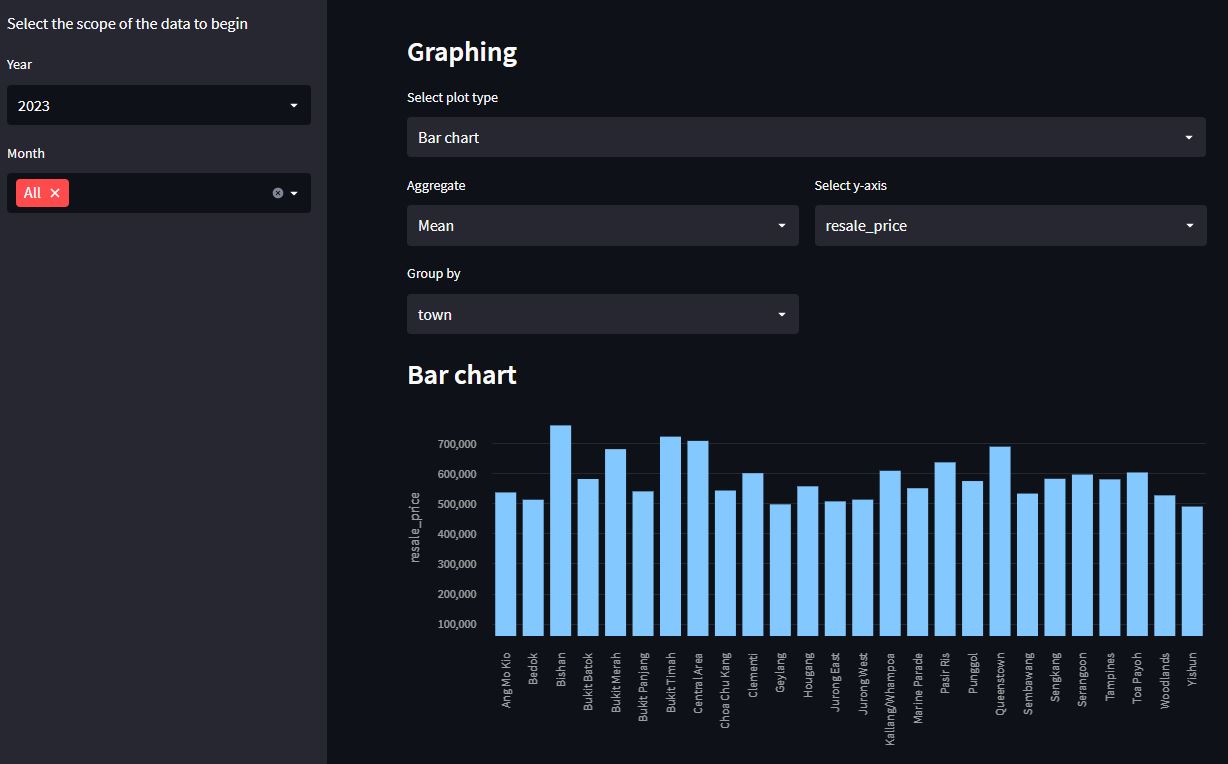 Select the scope of the data to begin
Year
2023
Month
All
Graphing
Select plot type
Bar chart
Aggregate
Select y-axis
Mean
resale_price
Group by
town
Bar chart
700,000
600,000
500,000
400,000
300,000
200,000
100,000
resale_price
Ang Mo Kio
Bedok
Bishan
Bukit Batok
Bukit Merah
Bukit Panjang
Bukit Timah
Central Area
Choa Chu Kang
Clementi
Geylang
Hougang
Jurong East
Jurong West
Kallang/Whampoa
Marine Parade
Pasir Ris
Punggol
Queenstown
Sembawang
Sengkang
Serangoon
Tampines
Toa Payoh
Woodlands
Yishun